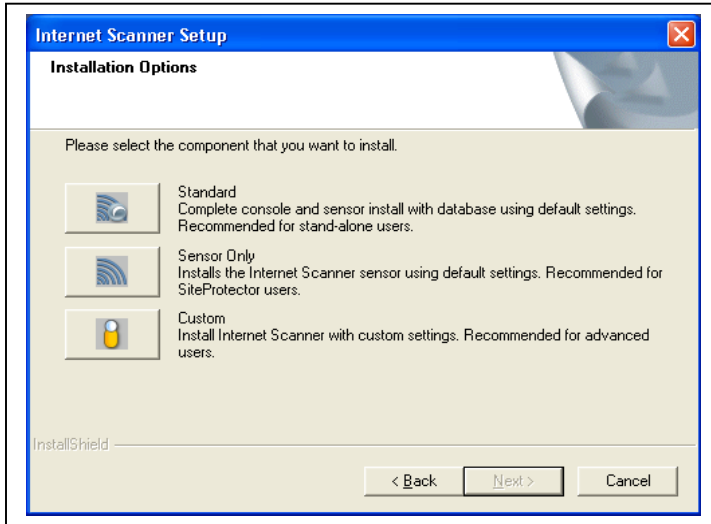 Internet Scanner Setup
Installation Options
Please select the component that you want to install.
Standard
Complete console and sensor install with database using default settings.
Recommended for stand-alone users.
Sensor Only
Installs the Internet Scanner sensor using default settings. Recommended for
SiteProtector users.
Custom
Install Internet Scanner with custom settings. Recommended for advanced
users.
InstallShield
< Back
Next >
Cancel